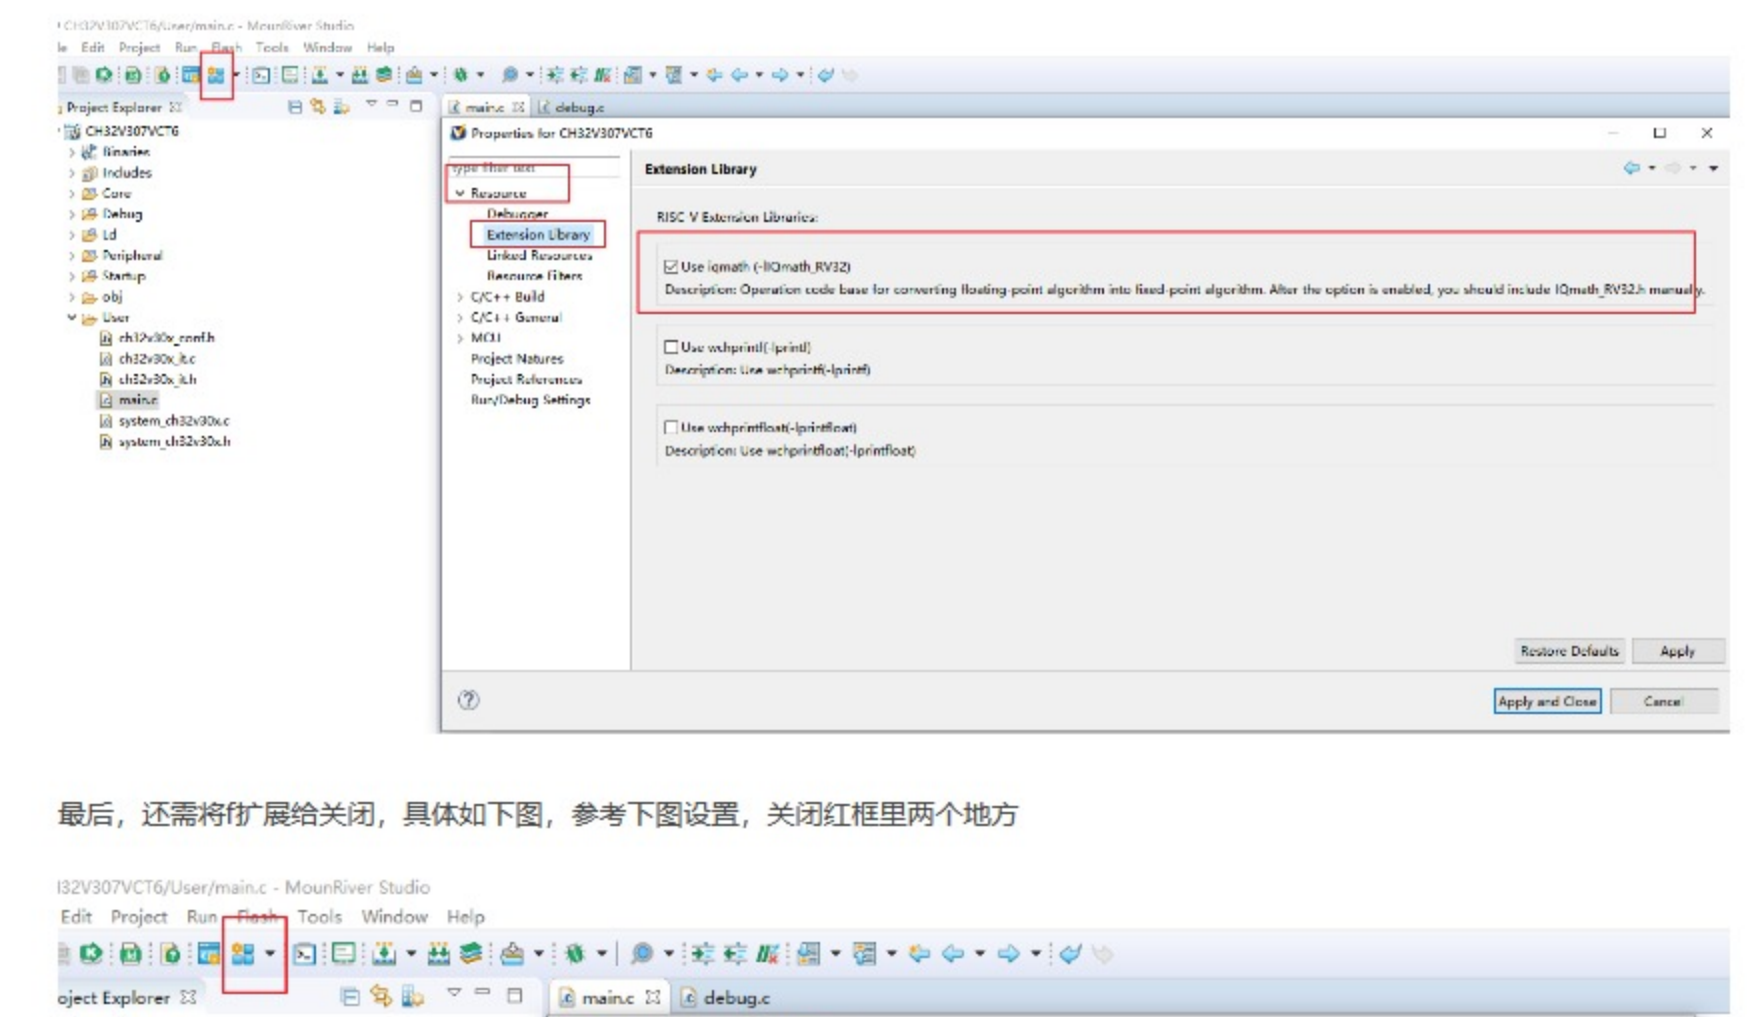 CH32V307VCT6/User/main.c - MounRiver Studio
Edit Project Run Flash Tools Window Help
Project Explorer
main.c debug.c
CH32V307VCT6
Binaries
Includes
Core
Debug
Ld
Peripheral
Startup
obj
User
ch32v30x_conf.h
ch32v30x_it.c
ch32v30x_it.h
main.c
system_ch32v30x.c
system_ch32v30x.h
Properties for CH32V307VCT6
type filter text
Resource
Debugger
Extension Library
Linked Resources
Resource Filters
C/C++ Build
C/C++ General
MCU
Project Natures
Project References
Run/Debug Settings
Extension Library
RISC-V Extension Libraries:
Use iqmath (-lIQmath_RV32)
Description: Operation code base for converting floating-point algorithm into fixed-point algorithm. After the option is enabled, you should include IQmath_RV32.h manually.
Use wchprintf(-lprintf)
Description: Use wchprintf(-lprintf)
Use wchprintfloat(-lprintfloat)
Description: Use wchprintfloat(-lprintfloat)
Restore Defaults Apply
Apply and Close Cancel
最后，还需将f扩展给关闭，具体如下图，参考下图设置，关闭红框里两个地方
I32V307VCT6/User/main.c - MounRiver Studio
Edit Project Run Flash Tools Window Help
oject Explorer
main.c debug.c